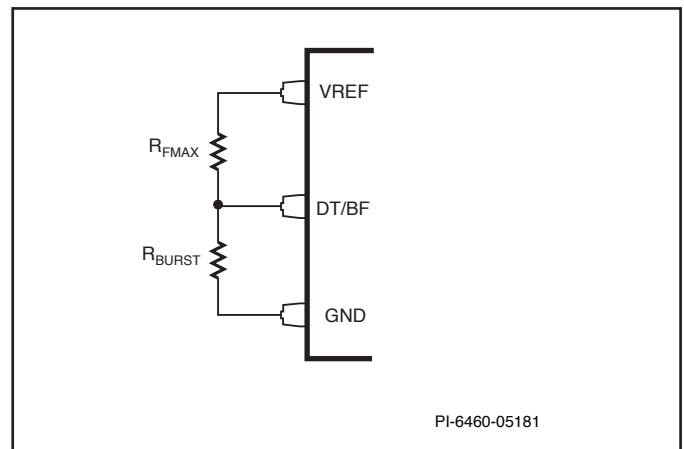 VREF
RFMAX
DT/BF
RBURST
GND
PI-6460-05181